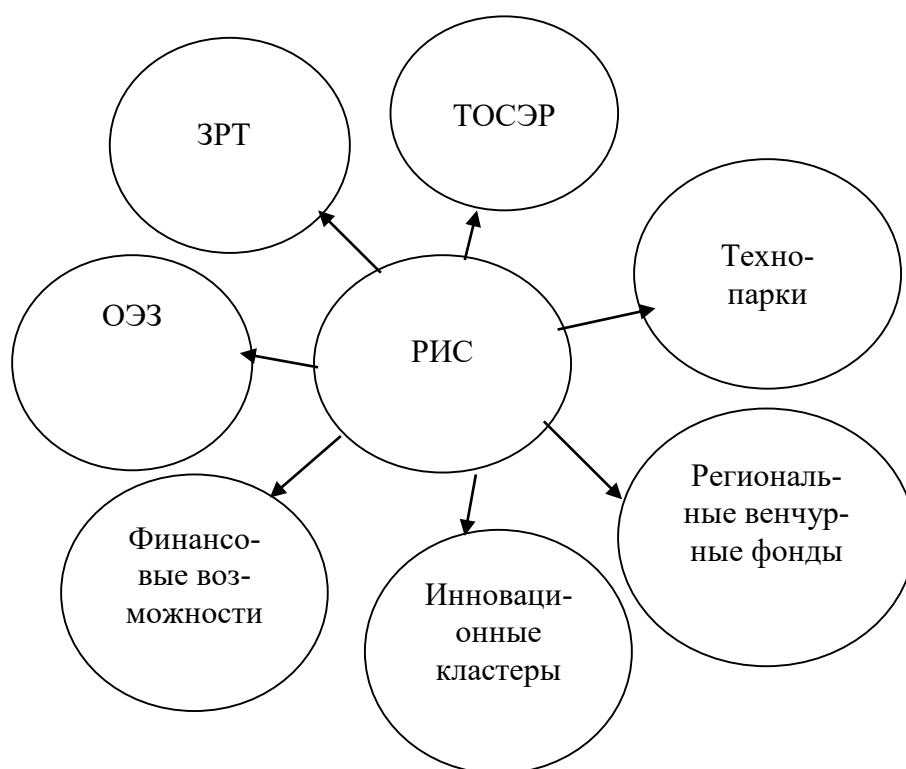 ЗРТ
ТОСЭР
Техно-
парки
ОЭЗ
РИС
Региональ-
ные венчур-
ные фонды
Финансо-
вые воз-
можности
Инноваци-
онные
кластеры